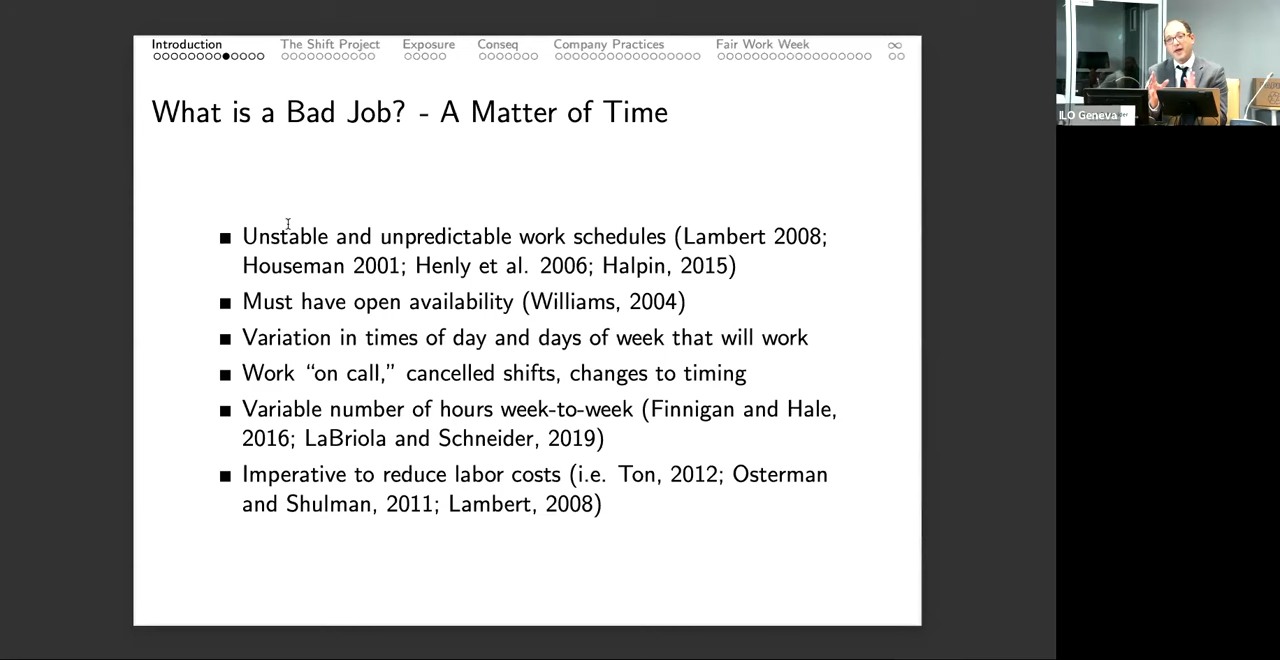 Introduction
The Shift Project
Exposure
Conseq
Company Practices
Fair Work Week
∞
What is a Bad Job? - A Matter of Time
■ Unstable and unpredictable work schedules (Lambert 2008;
Houseman 2001; Henly et al. 2006; Halpin, 2015)
■ Must have open availability (Williams, 2004)
■ Variation in times of day and days of week that will work
■ Work “on call,” cancelled shifts, changes to timing
■ Variable number of hours week-to-week (Finnigan and Hale,
2016; LaBriola and Schneider, 2019)
■ Imperative to reduce labor costs (i.e. Ton, 2012; Osterman
and Shulman, 2011; Lambert, 2008)
ILO Geneva